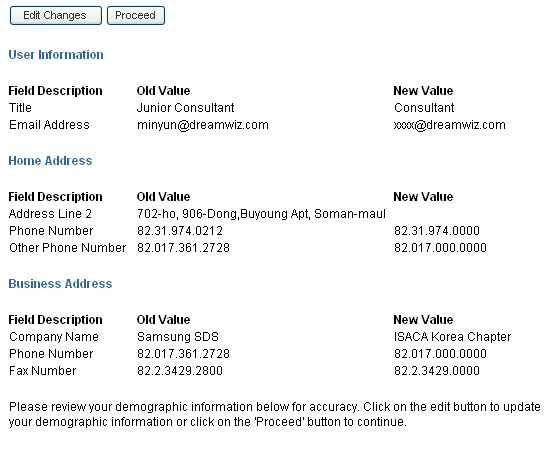 Edit Changes Proceed
User Information
Field Description Old Value New Value
Title Junior Consultant Consultant
Email Address minyun@dreamwiz.com xxxx@dreamwiz.com
Home Address
Field Description Old Value New Value
Address Line 2 702-ho, 906-Dong,Buyoung Apt, Soman-maul
Phone Number 82.31.974.0212 82.31.974.0000
Other Phone Number 82.017.361.2728 82.017.000.0000
Business Address
Field Description Old Value New Value
Company Name Samsung SDS ISACA Korea Chapter
Phone Number 82.017.361.2728 82.017.000.0000
Fax Number 82.2.3429.2800 82.2.3429.0000
Please review your demographic information below for accuracy. Click on the edit button to update
your demographic information or click on the 'Proceed' button to continue.